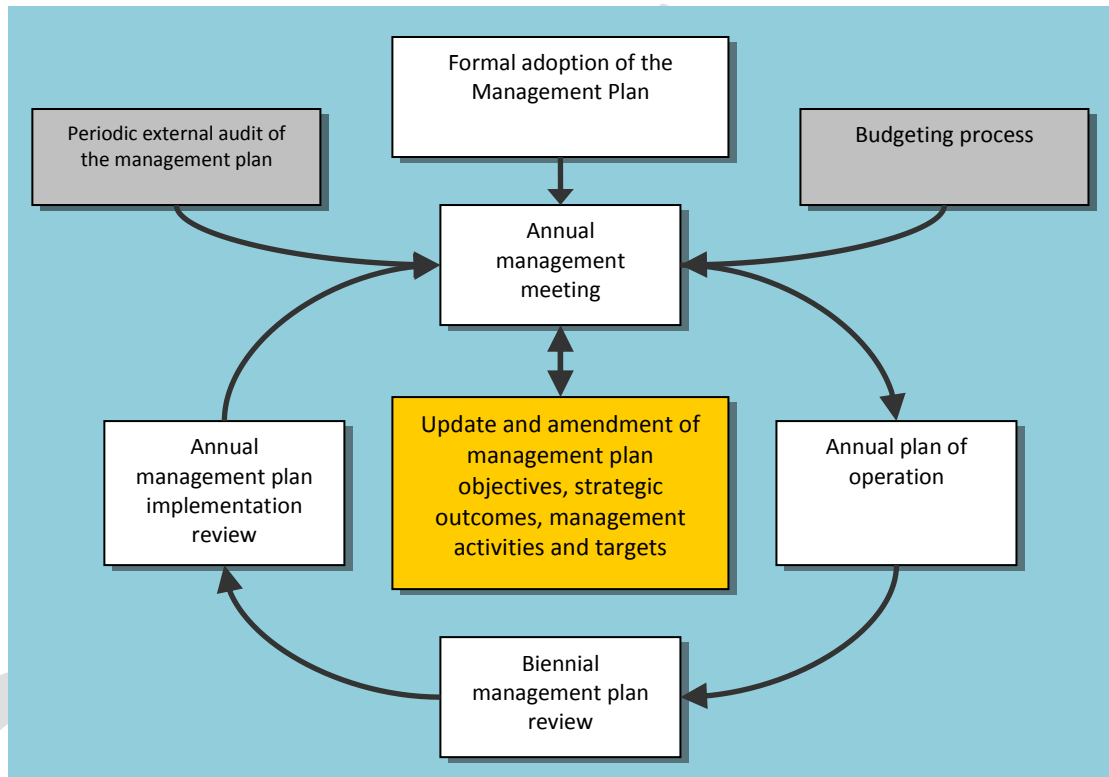 Formal adoption of the
Management Plan
Periodic external audit of
the management plan
Budgeting process
Annual
management
meeting
Update and amendment of
management plan
objectives, strategic
outcomes, management
activities and targets
Annual
management plan
implementation
review
Annual plan of
operation
Biennial
management plan
review